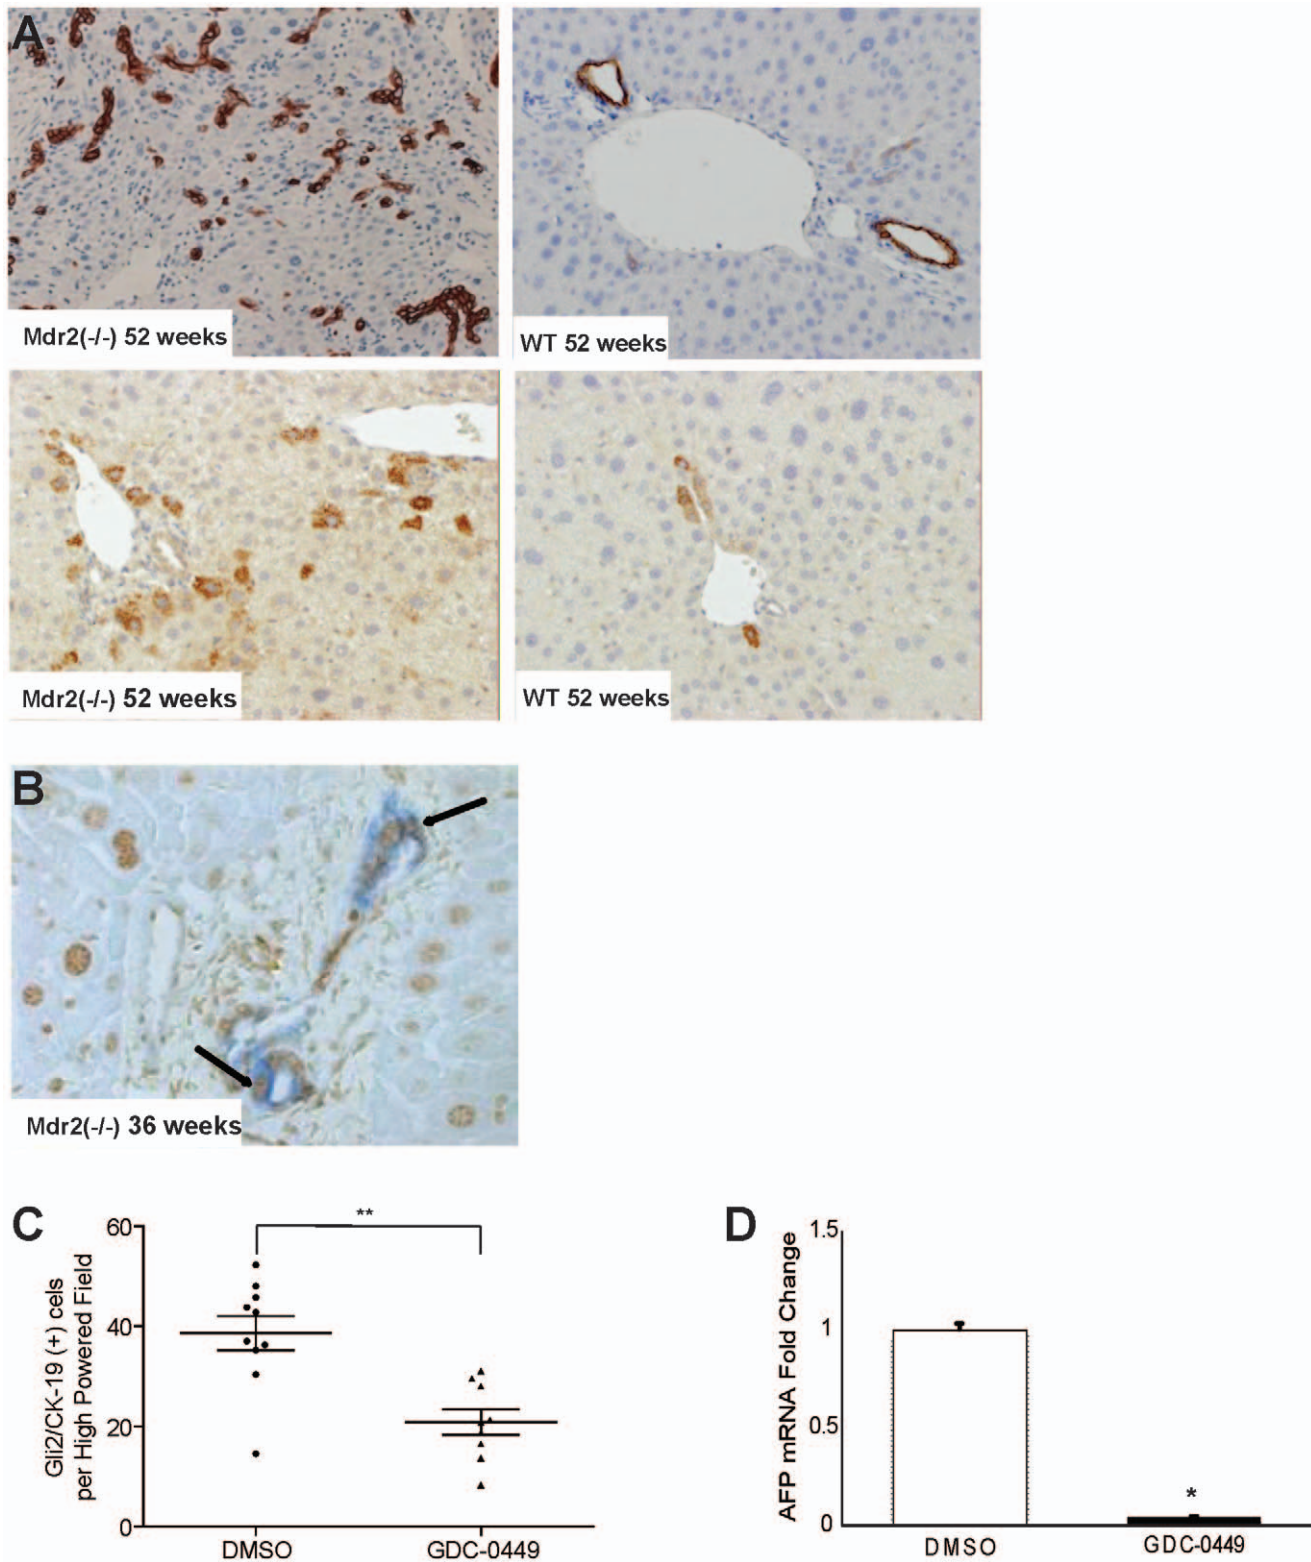 A
Mdr2(-/-) 52 weeks
WT 52 weeks
Mdr2(-/-) 52 weeks
WT 52 weeks
B
Mdr2(-/-) 36 weeks
C
Gli2/CK-19 (+) cels
per High Powered Field
60
40
20
0
**
DMSO
GDC-0449
D
AFP mRNA Fold Change
1.5
1
0.5
0
*
DMSO
GDC-0449